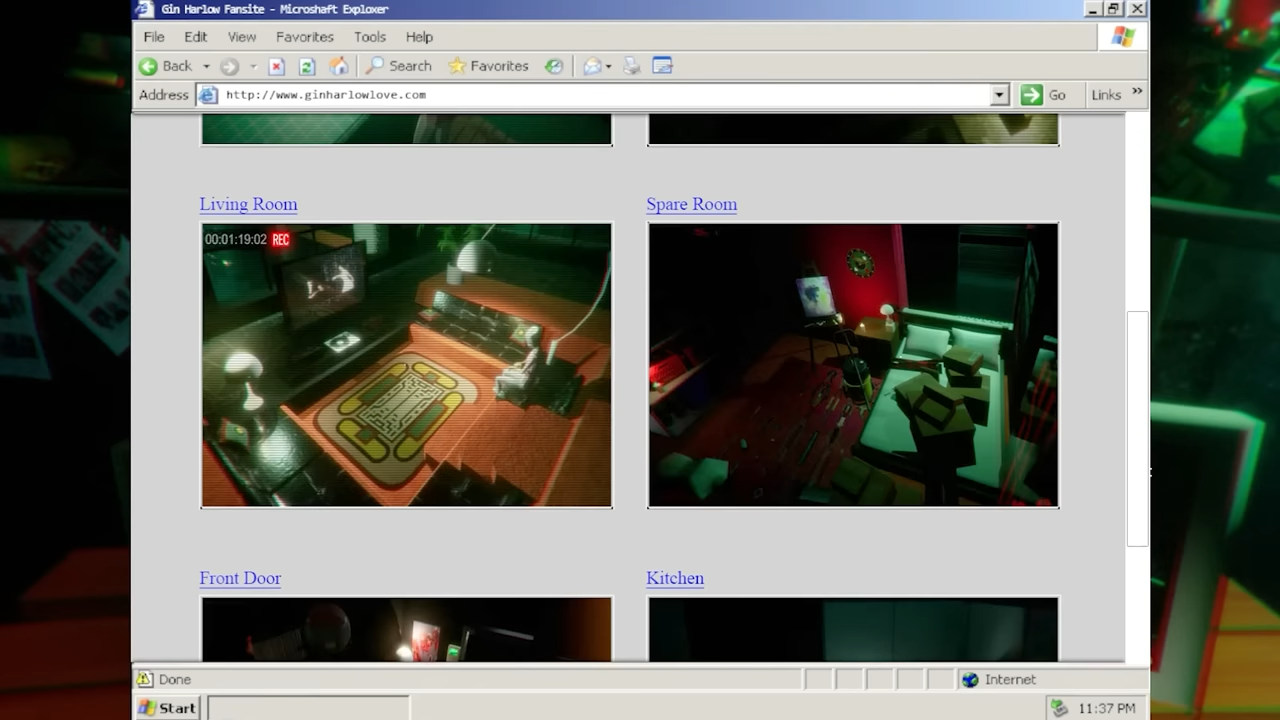 Gin Harlow Fansite - Microshaft Exploxer
File Edit View Favorites Tools Help
Back Search Favorites
Address http://www.ginharlowlove.com Go Links »
Living Room
Spare Room
00:01:19:02 REC
Front Door
Kitchen
Done
Internet
Start
11:37 PM